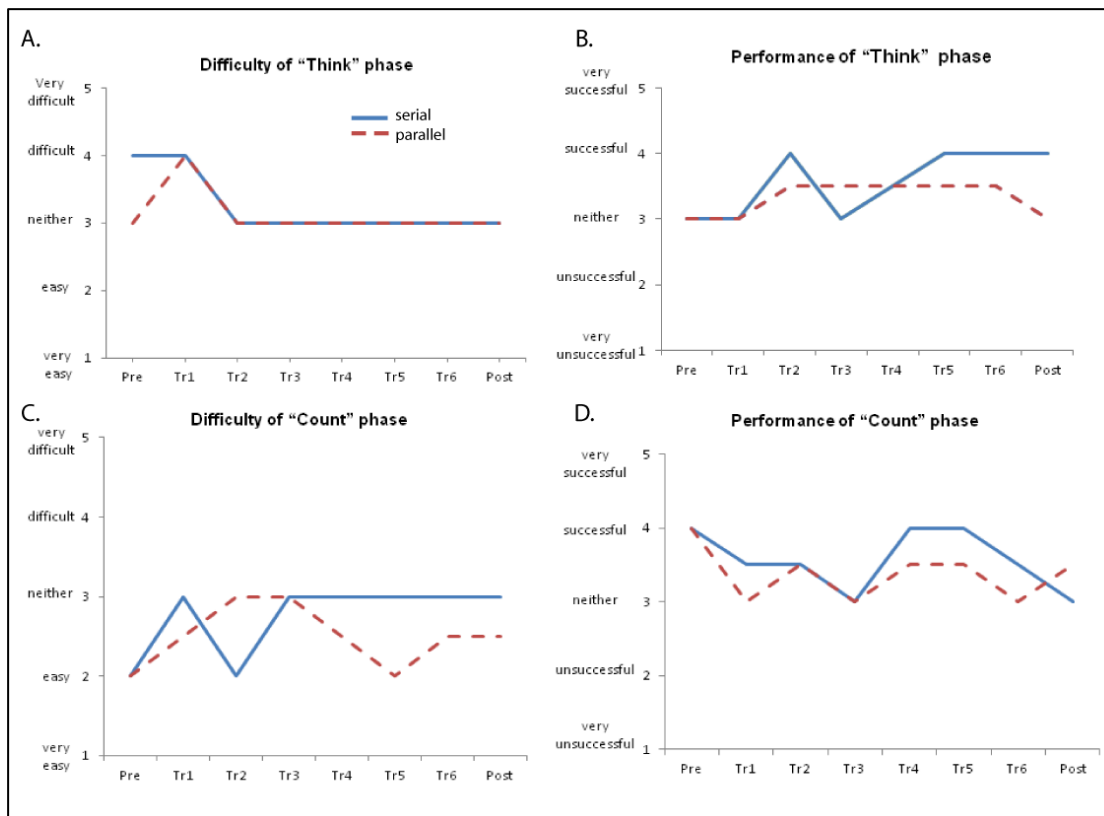 A.
Difficulty of “Think” phase
Very
difficult
5
difficult
4
neither
3
easy
2
very
easy
1
serial
parallel
Pre Tr1 Tr2 Tr3 Tr4 Tr5 Tr6 Post
B.
Performance of “Think” phase
very
successful
5
successful
4
neither
3
unsuccessful
2
very
unsuccessful
1
Pre Tr1 Tr2 Tr3 Tr4 Tr5 Tr6 Post
C.
Difficulty of “Count” phase
very
difficult
5
difficult
4
neither
3
easy
2
very
easy
1
Pre Tr1 Tr2 Tr3 Tr4 Tr5 Tr6 Post
D.
Performance of “Count” phase
very
successful
5
successful
4
neither
3
unsuccessful
2
very
unsuccessful
1
Pre Tr1 Tr2 Tr3 Tr4 Tr5 Tr6 Post